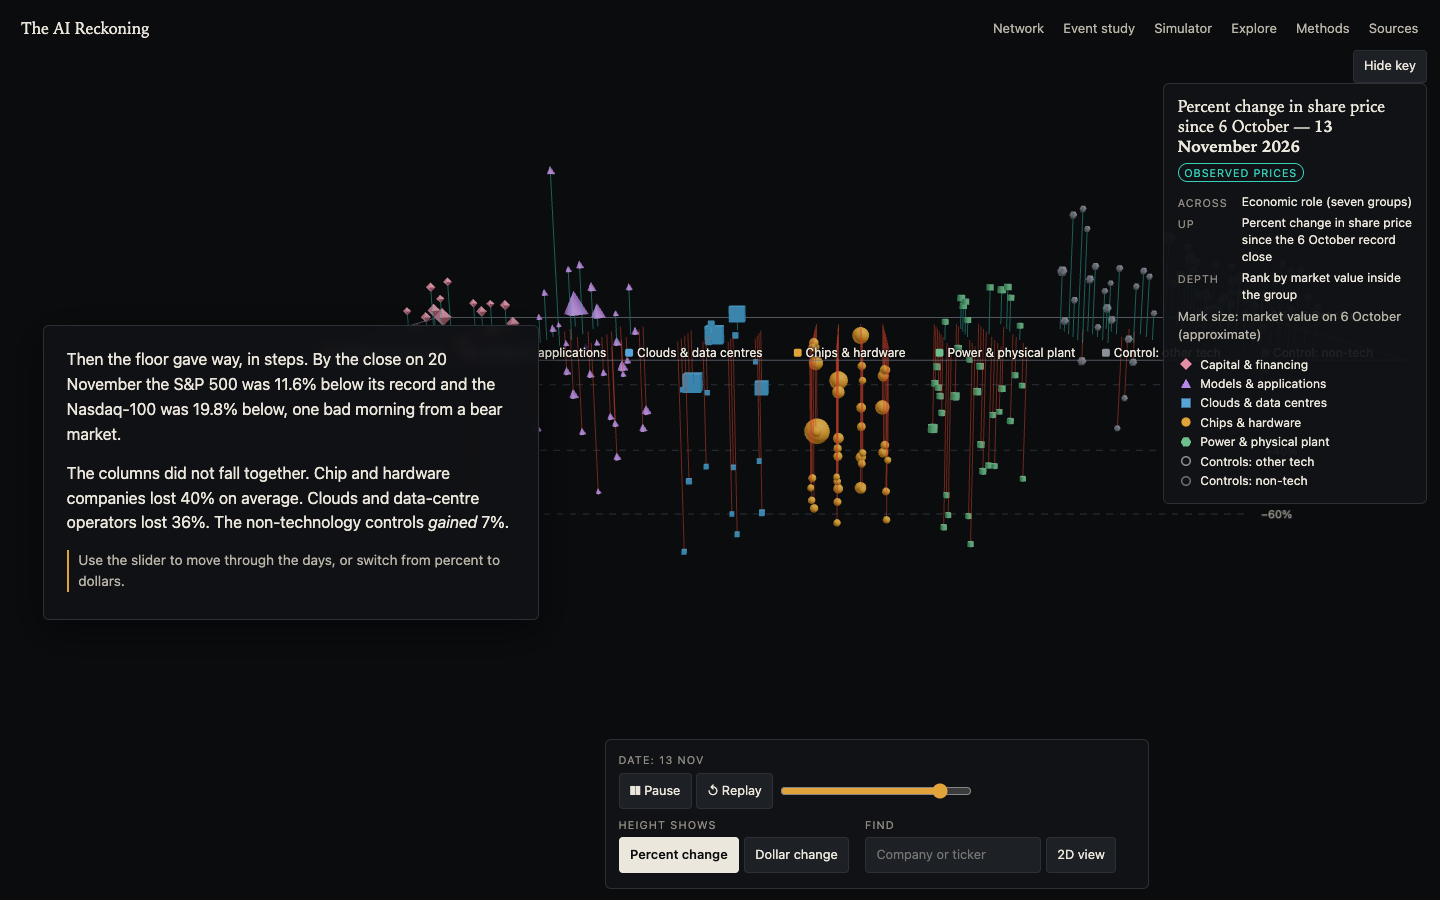 The AI Reckoning
Network Event study Simulator Explore Methods Sources
Hide key
Percent change in share price
since 6 October — 13
November 2026
OBSERVED PRICES
ACROSS Economic role (seven groups)
UP Percent change in share price
since the 6 October record
close
DEPTH Rank by market value inside
the group
Mark size: market value on 6 October
(approximate)
Capital & financing
Models & applications
Clouds & data centres
Chips & hardware
Power & physical plant
Controls: other tech
Controls: non-tech
applications Clouds & data centres Chips & hardware Power & physical plant Control: other tech Control: non-tech
−60%
Then the floor gave way, in steps. By the close on 20
November the S&P 500 was 11.6% below its record and the
Nasdaq-100 was 19.8% below, one bad morning from a bear
market.
The columns did not fall together. Chip and hardware
companies lost 40% on average. Clouds and data-centre
operators lost 36%. The non-technology controls gained 7%.
Use the slider to move through the days, or switch from percent to
dollars.
DATE: 13 NOV
Pause Replay
HEIGHT SHOWS FIND
Percent change Dollar change Company or ticker 2D view